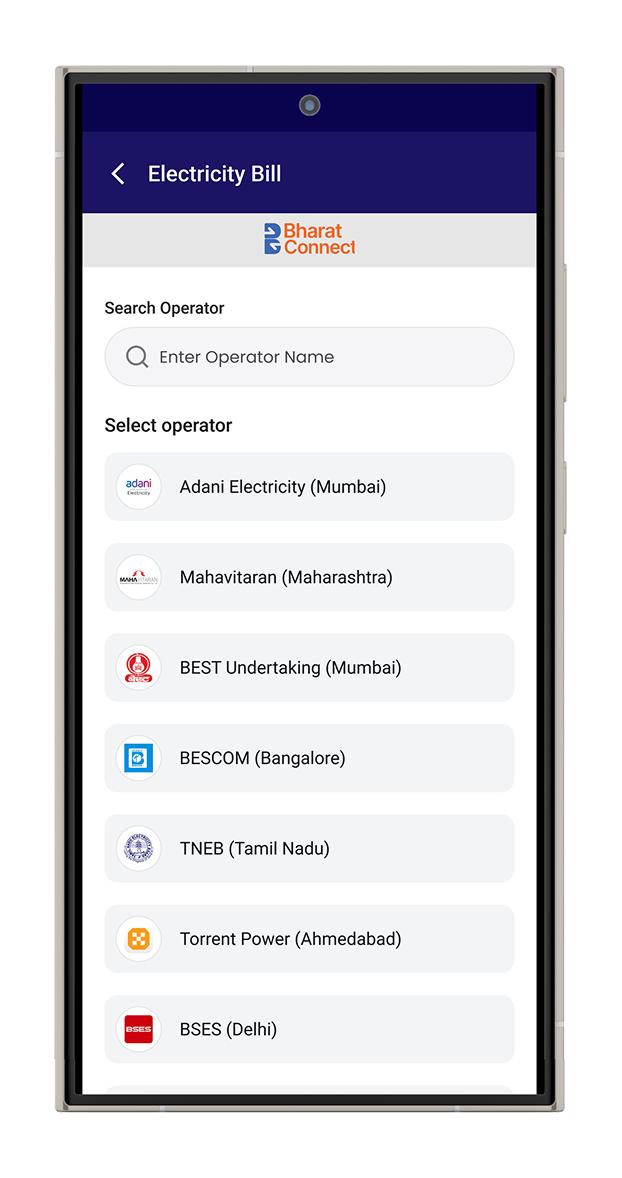 Electricity Bill
Bharat
Connect
Search Operator
Enter Operator Name
Select operator
adani
Electricity
Adani Electricity (Mumbai)
MAHAVITARAN
Mahavitaran (Maharashtra)
BEST Undertaking (Mumbai)
BESCOM (Bangalore)
TNEB (Tamil Nadu)
Torrent Power (Ahmedabad)
BSES
BSES (Delhi)